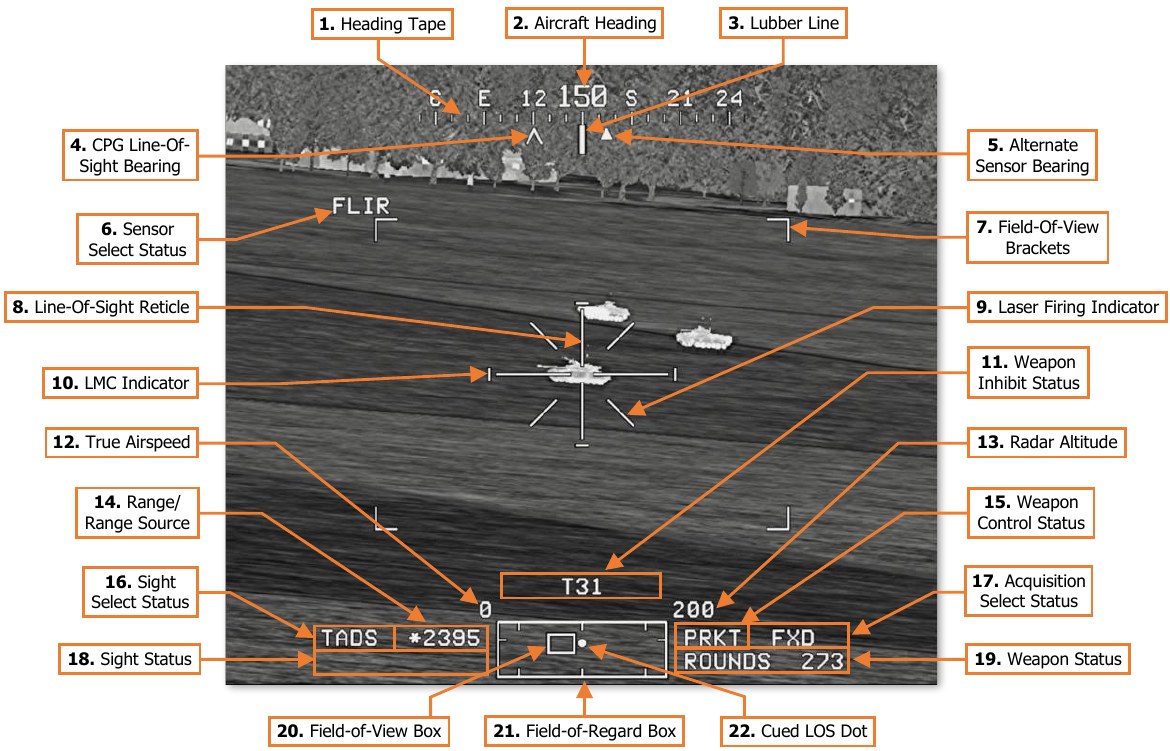 1. Heading Tape
2. Aircraft Heading
3. Lubber Line
6 E 12 150 S 21 24
4. CPG Line-Of-
Sight Bearing
5. Alternate
Sensor Bearing
FLIR
6. Sensor
Select Status
7. Field-Of-View
Brackets
8. Line-Of-Sight Reticle
9. Laser Firing Indicator
10. LMC Indicator
11. Weapon
Inhibit Status
12. True Airspeed
13. Radar Altitude
14. Range/
Range Source
15. Weapon
Control Status
T31
16. Sight
Select Status
17. Acquisition
Select Status
0 200
TADS *2395 PRKT FXD
18. Sight Status
ROUNDS 273
19. Weapon Status
20. Field-of-View Box
21. Field-of-Regard Box
22. Cued LOS Dot